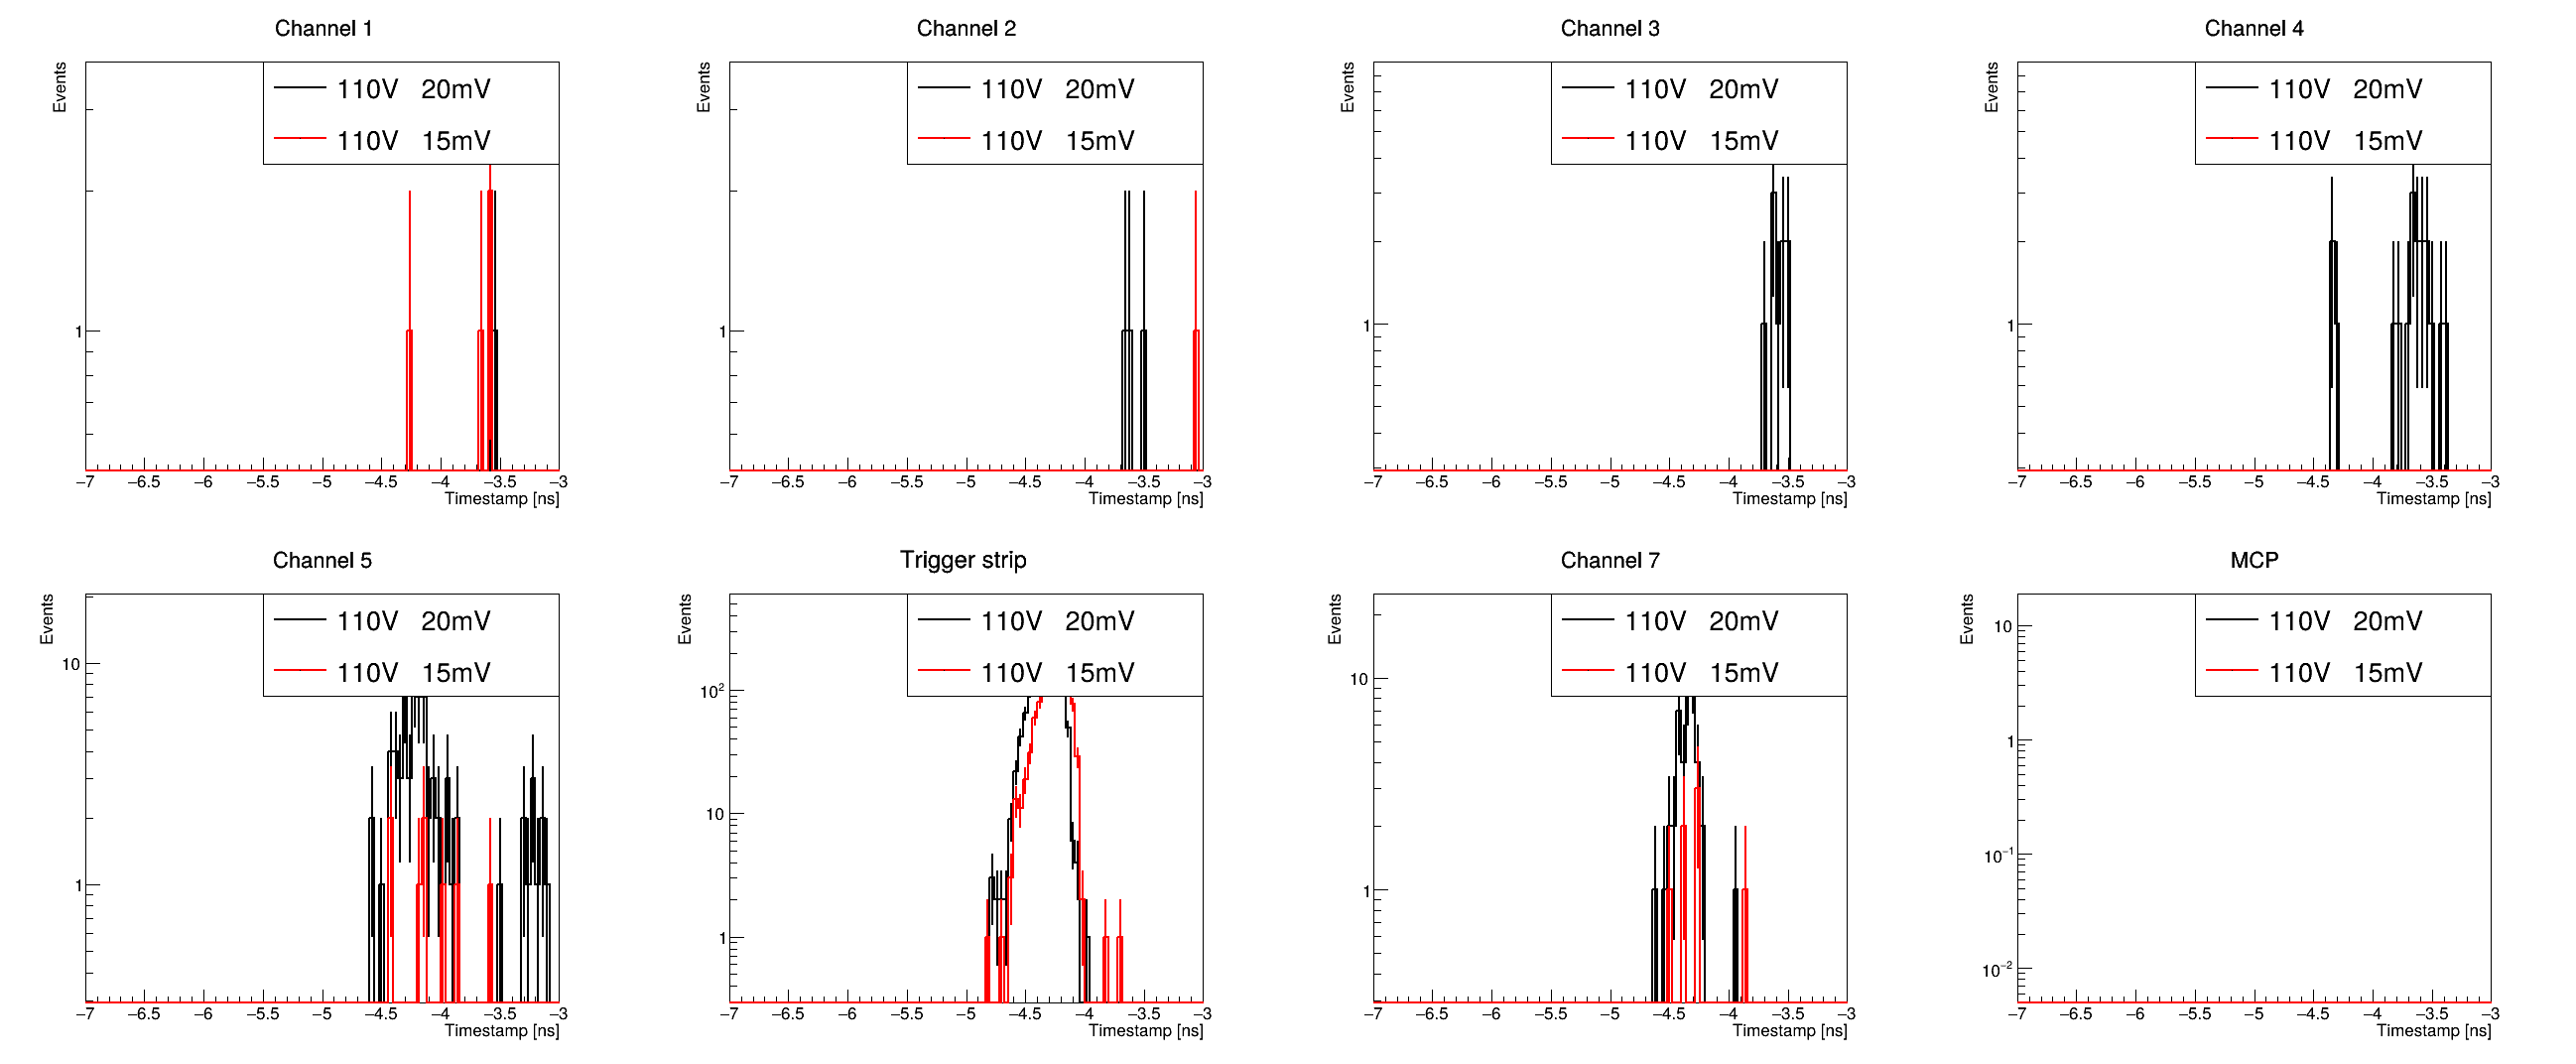 Channel 1
Events
110V 20mV
110V 15mV
1
−7 −6.5 −6 −5.5 −5 −4.5 −4 −3.5 −3
Timestamp [ns]
Channel 2
Events
110V 20mV
110V 15mV
1
−7 −6.5 −6 −5.5 −5 −4.5 −4 −3.5 −3
Timestamp [ns]
Channel 3
Events
110V 20mV
110V 15mV
1
−7 −6.5 −6 −5.5 −5 −4.5 −4 −3.5 −3
Timestamp [ns]
Channel 4
Events
110V 20mV
110V 15mV
1
−7 −6.5 −6 −5.5 −5 −4.5 −4 −3.5 −3
Timestamp [ns]
Channel 5
Events
110V 20mV
110V 15mV
10
1
−7 −6.5 −6 −5.5 −5 −4.5 −4 −3.5 −3
Timestamp [ns]
Trigger strip
Events
110V 20mV
110V 15mV
10²
10
1
−7 −6.5 −6 −5.5 −5 −4.5 −4 −3.5 −3
Timestamp [ns]
Channel 7
Events
110V 20mV
110V 15mV
10
1
−7 −6.5 −6 −5.5 −5 −4.5 −4 −3.5 −3
Timestamp [ns]
MCP
Events
110V 20mV
110V 15mV
10
1
10⁻¹
10⁻²
−7 −6.5 −6 −5.5 −5 −4.5 −4 −3.5 −3
Timestamp [ns]